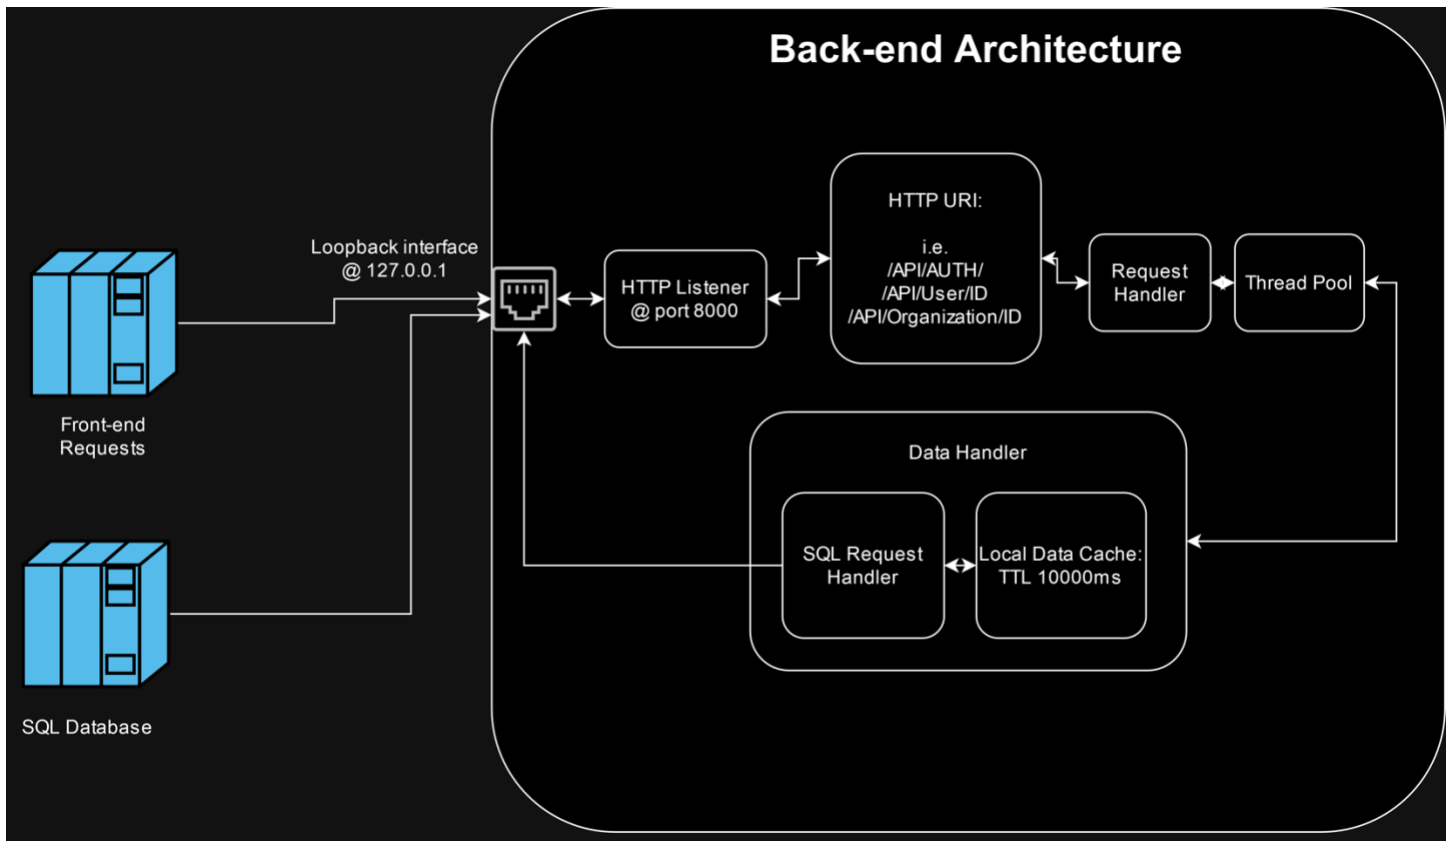 Back-end Architecture
Loopback interface
@ 127.0.0.1
HTTP Listener
@ port 8000
HTTP URI:
i.e.
/API/AUTH/
/API/User/ID
/API/Organization/ID
Request
Handler
Thread Pool
Front-end
Requests
Data Handler
SQL Request
Handler
Local Data Cache:
TTL 10000ms
SQL Database